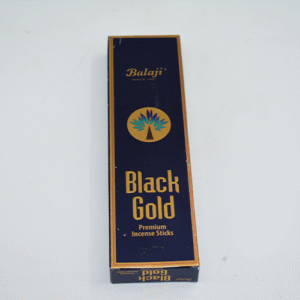 Balaji
Black
Gold
Premium
Incense Sticks
Black Gold